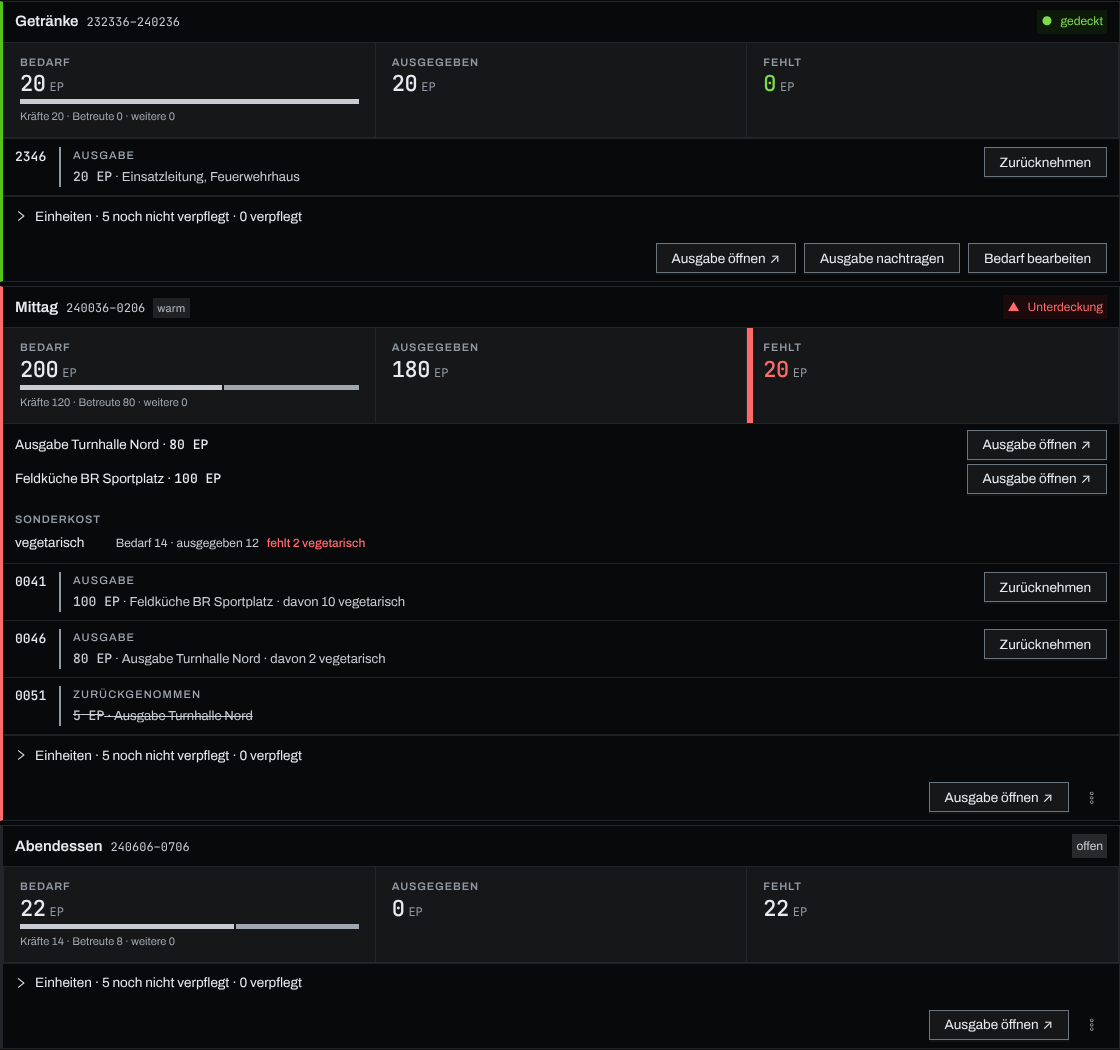 Getränke 232336–240236 gedeckt
BEDARF AUSGEGEBEN FEHLT
20 EP 20 EP 0 EP
Kräfte 20 · Betreute 0 · weitere 0
2346 AUSGABE Zurücknehmen
20 EP · Einsatzleitung, Feuerwehrhaus
Einheiten · 5 noch nicht verpflegt · 0 verpflegt
Ausgabe öffnen ↗ Ausgabe nachtragen Bedarf bearbeiten
Mittag 240036–0206 warm Unterdeckung
BEDARF AUSGEGEBEN FEHLT
200 EP 180 EP 20 EP
Kräfte 120 · Betreute 80 · weitere 0
Ausgabe Turnhalle Nord · 80 EP Ausgabe öffnen ↗
Feldküche BR Sportplatz · 100 EP Ausgabe öffnen ↗
SONDERKOST
vegetarisch Bedarf 14 · ausgegeben 12 fehlt 2 vegetarisch
0041 AUSGABE Zurücknehmen
100 EP · Feldküche BR Sportplatz · davon 10 vegetarisch
0046 AUSGABE Zurücknehmen
80 EP · Ausgabe Turnhalle Nord · davon 2 vegetarisch
0051 ZURÜCKGENOMMEN
5 EP · Ausgabe Turnhalle Nord
Einheiten · 5 noch nicht verpflegt · 0 verpflegt
Ausgabe öffnen ↗
Abendessen 240606–0706 offen
BEDARF AUSGEGEBEN FEHLT
22 EP 0 EP 22 EP
Kräfte 14 · Betreute 8 · weitere 0
Einheiten · 5 noch nicht verpflegt · 0 verpflegt
Ausgabe öffnen ↗